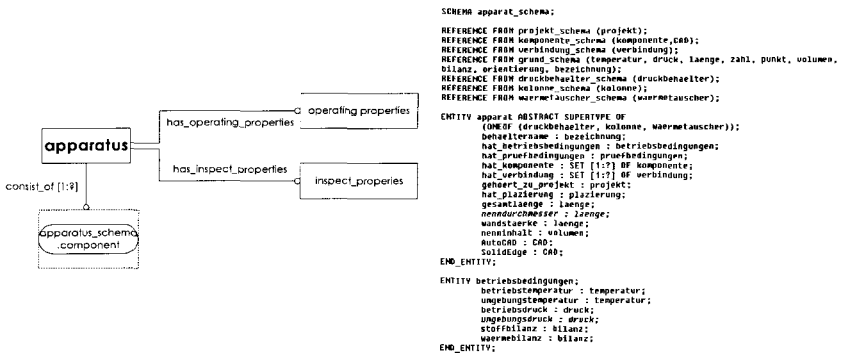 operating properties
has_operating_properties
apparatus
has_inspect_properties
inspect_properies
consist_of [1:?]
apparatus_schema
.component
SCHEMA apparat_schema;
REFERENCE FROM projekt_schema (projekt);
REFERENCE FROM komponente_schema (komponente,CAD);
REFERENCE FROM verbindung_schema (verbindung);
REFERENCE FROM grund_schema (temperatur, druck, laenge, zahl, punkt, volumen,
bilanz, orientierung, bezeichnung);
REFERENCE FROM druckbehaelter_schema (druckbehaelter);
REFERENCE FROM kolonne_schema (kolonne);
REFERENCE FROM waermetauscher_schema (waermetauscher);
ENTITY apparat ABSTRACT SUPERTYPE OF
(ONEOF (druckbehaelter, kolonne, waermetauscher));
behaeltername : bezeichnung;
hat_betriebsbedingungen : betriebsbedingungen;
hat_pruefbedingungen : pruefbedingungen;
hat_komponente : SET [1:?] OF komponente;
hat_verbindung : SET [1:?] OF verbindung;
gehoert_zu_projekt : projekt;
hat_plazierung : plazierung;
gesamtlaenge : laenge;
nenndurchmesser : laenge;
wandstaerke : laenge;
nenninhalt : volumen;
AutoCAD : CAD;
SolidEdge : CAD;
END_ENTITY;
ENTITY betriebsbedingungen;
betriebstemperatur : temperatur;
umgebungstemperatur : temperatur;
betriebsdruck : druck;
umgebungsdruck : druck;
stoffbilanz : bilanz;
waermebilanz : bilanz;
END_ENTITY;